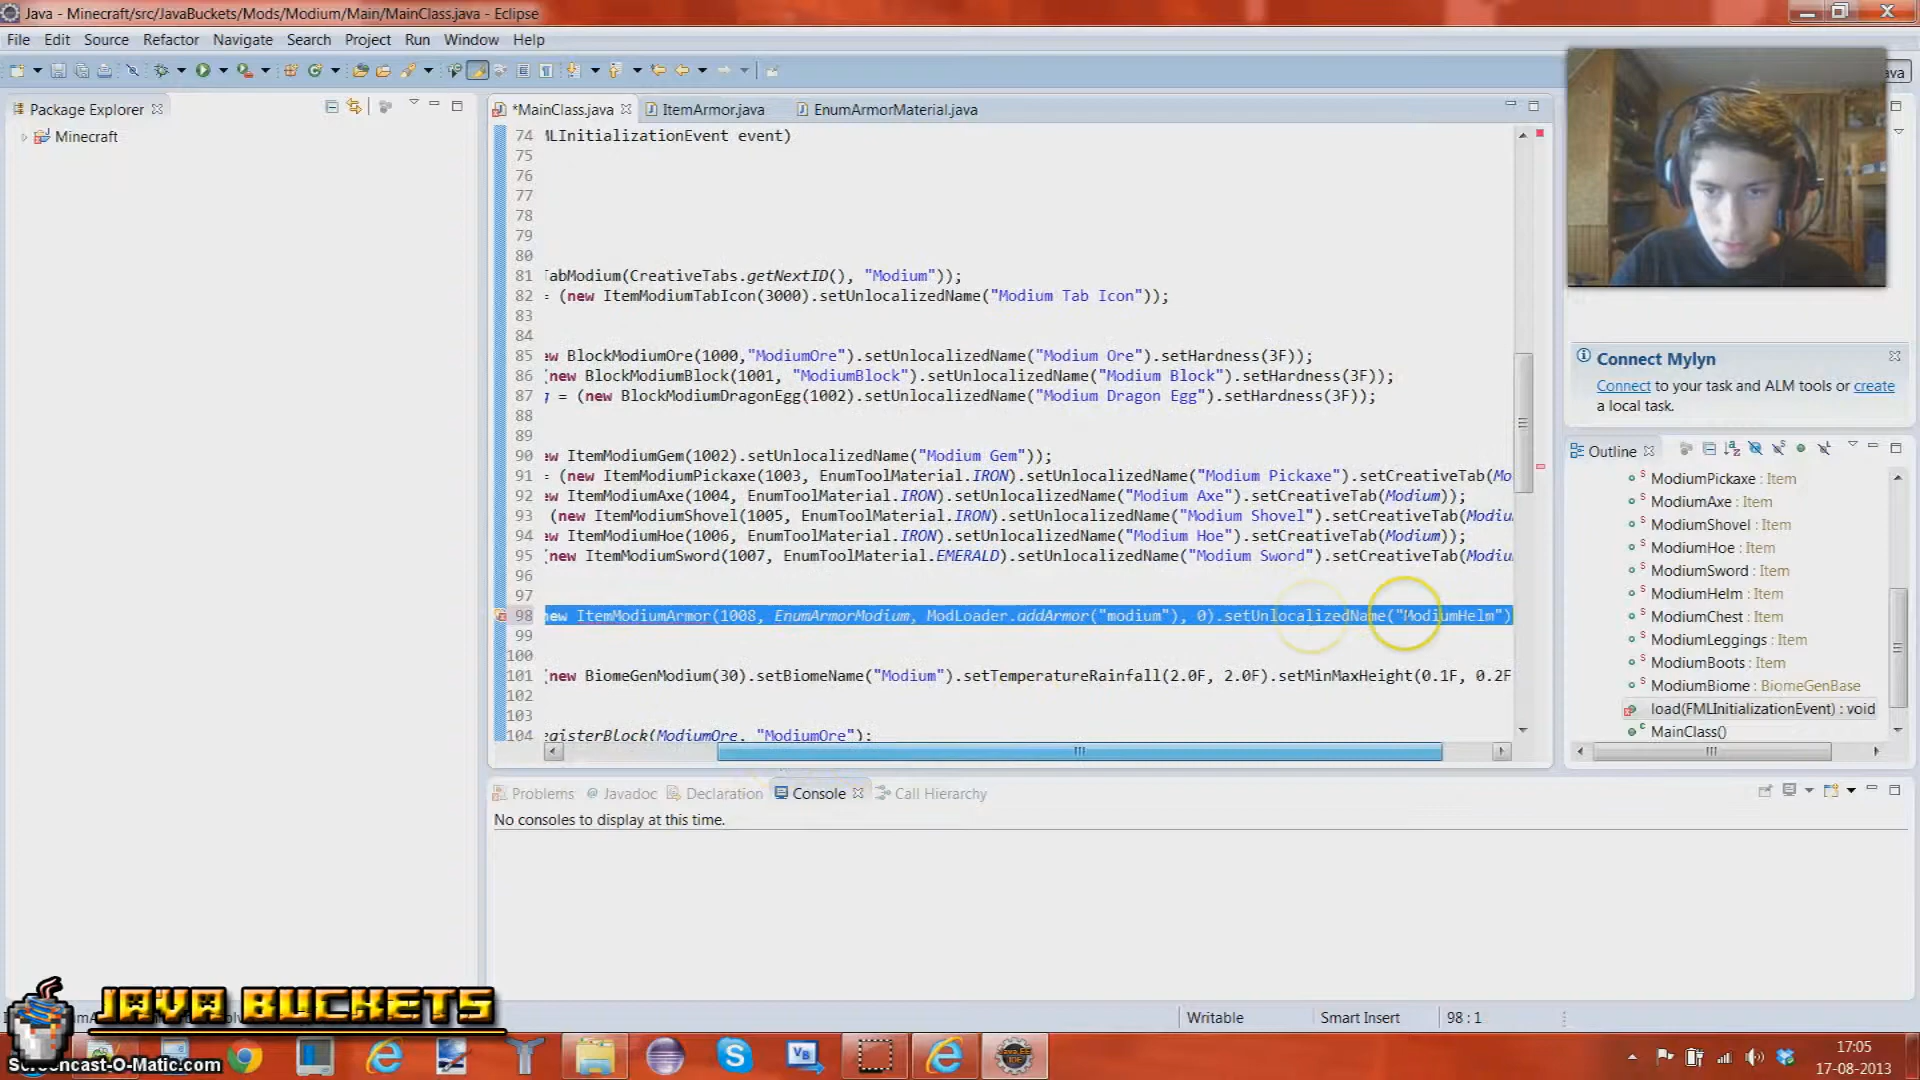 Java - Minecraft/src/JavaBuckets/Mods/Modium/Main/MainClass.java - Eclipse
File Edit Source Refactor Navigate Search Project Run Window Help
Package Explorer
Minecraft
*MainClass.java ItemArmor.java EnumArmorMaterial.java
74 InitializationEvent event)
75
76
77
78
79
80
81 abModium(CreativeTabs.getNextID(), "Modium"));
82 = (new ItemModiumTabIcon(3000).setUnlocalizedName("Modium Tab Icon"));
83
84
85 ew BlockModiumOre(1000,"ModiumOre").setUnlocalizedName("Modium Ore").setHardness(3F));
86 (new BlockModiumBlock(1001, "ModiumBlock").setUnlocalizedName("Modium Block").setHardness(3F));
87 g = (new BlockModiumDragonEgg(1002).setUnlocalizedName("Modium Dragon Egg").setHardness(3F));
88
89
90 ew ItemModiumGem(1002).setUnlocalizedName("Modium Gem"));
91 = (new ItemModiumPickaxe(1003, EnumToolMaterial.IRON).setUnlocalizedName("Modium Pickaxe").setCreativeTab(Mo
92 ew ItemModiumAxe(1004, EnumToolMaterial.IRON).setUnlocalizedName("Modium Axe").setCreativeTab(Modium));
93 (new ItemModiumShovel(1005, EnumToolMaterial.IRON).setUnlocalizedName("Modium Shovel").setCreativeTab(Modiu
94 ew ItemModiumHoe(1006, EnumToolMaterial.IRON).setUnlocalizedName("Modium Hoe").setCreativeTab(Modium));
95 (new ItemModiumSword(1007, EnumToolMaterial.EMERALD).setUnlocalizedName("Modium Sword").setCreativeTab(Modiu
96
97
98 new ItemModiumArmor(1008, EnumArmorModium, ModLoader.addArmor("modium"), 0).setUnlocalizedName("ModiumHelm")
99
100
101 (new BiomeGenModium(30).setBiomeName("Modium").setTemperatureRainfall(2.0F, 2.0F).setMinMaxHeight(0.1F, 0.2F
102
103
104 egisterBlock(ModiumOre, "ModiumOre");
ava
Connect Mylyn
Connect to your task and ALM tools or create
a local task.
Outline
ModiumPickaxe : Item
ModiumAxe : Item
ModiumShovel : Item
ModiumHoe : Item
ModiumSword : Item
ModiumHelm : Item
ModiumChest : Item
ModiumLeggings : Item
ModiumBoots : Item
ModiumBiome : BiomeGenBase
load(FMLInitializationEvent) : void
MainClass()
Problems Javadoc Declaration Console Call Hierarchy
No consoles to display at this time.
Writable Smart Insert 98 : 1
JAVA BUCKETS
Screencast-O-Matic.com
17:05
17-08-2013